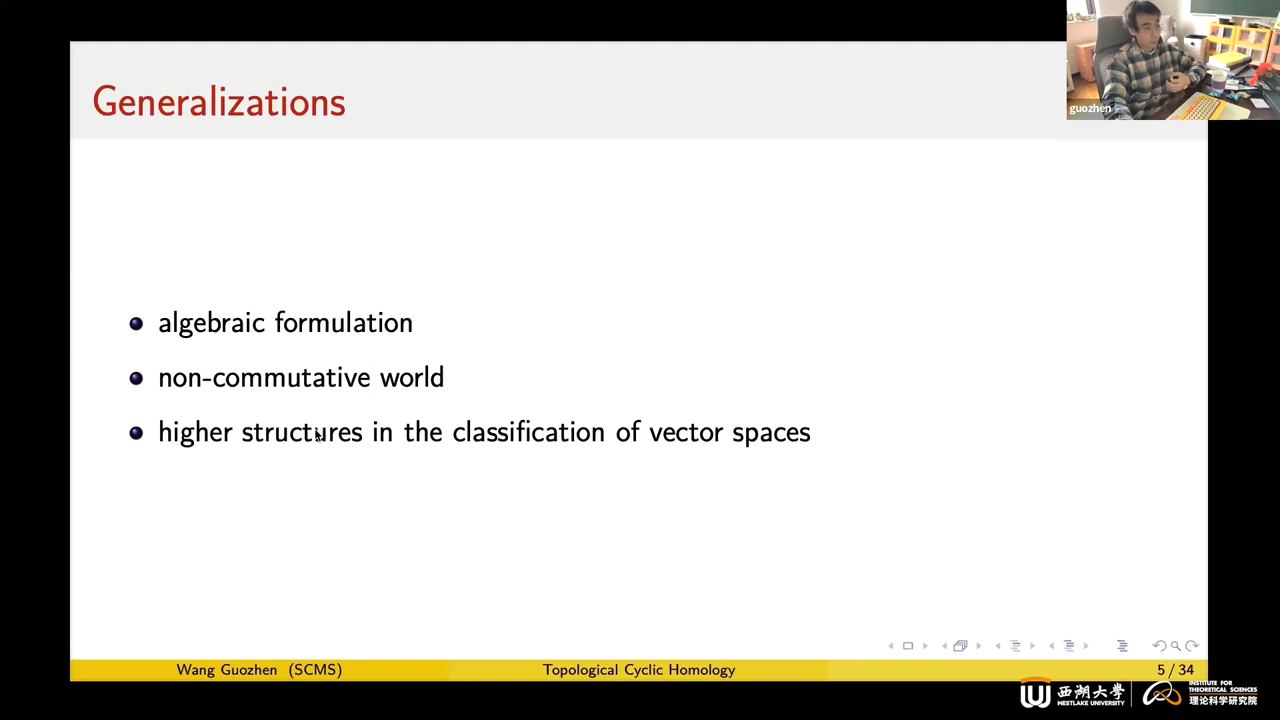 Generalizations
guozhen
algebraic formulation
non-commutative world
higher structures in the classification of vector spaces
Wang Guozhen (SCMS)
Topological Cyclic Homology
5 / 34
西湖大学
WESTLAKE UNIVERSITY
INSTITUTE FOR
THEORETICAL SCIENCES
理论科学研究院